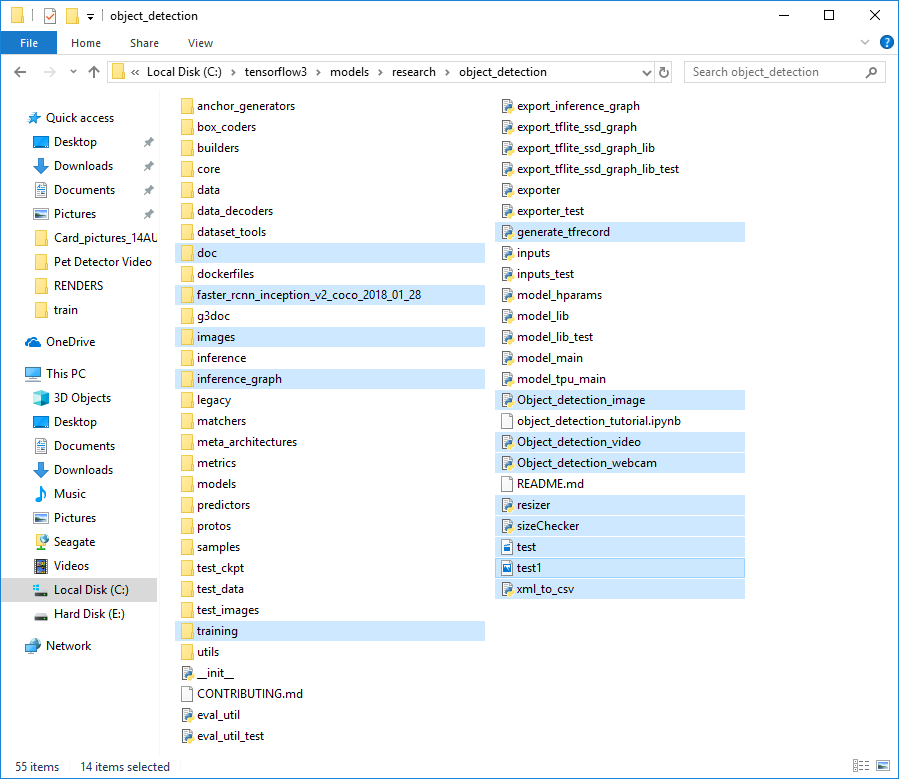 object_detection
File Home Share View
« Local Disk (C:) › tensorflow3 › models › research › object_detection
Search object_detection
Quick access
Desktop
Downloads
Documents
Pictures
Card_pictures_14AU
Pet Detector Video
RENDERS
train
OneDrive
This PC
3D Objects
Desktop
Documents
Downloads
Music
Pictures
Seagate
Videos
Local Disk (C:)
Hard Disk (E:)
Network
anchor_generators
box_coders
builders
core
data
data_decoders
dataset_tools
doc
dockerfiles
faster_rcnn_inception_v2_coco_2018_01_28
g3doc
images
inference
inference_graph
legacy
matchers
meta_architectures
metrics
models
predictors
protos
samples
test_ckpt
test_data
test_images
training
utils
__init__
CONTRIBUTING.md
eval_util
eval_util_test
export_inference_graph
export_tflite_ssd_graph
export_tflite_ssd_graph_lib
export_tflite_ssd_graph_lib_test
exporter
exporter_test
generate_tfrecord
inputs
inputs_test
model_hparams
model_lib
model_lib_test
model_main
model_tpu_main
Object_detection_image
object_detection_tutorial.ipynb
Object_detection_video
Object_detection_webcam
README.md
resizer
sizeChecker
test
test1
xml_to_csv
55 items 14 items selected